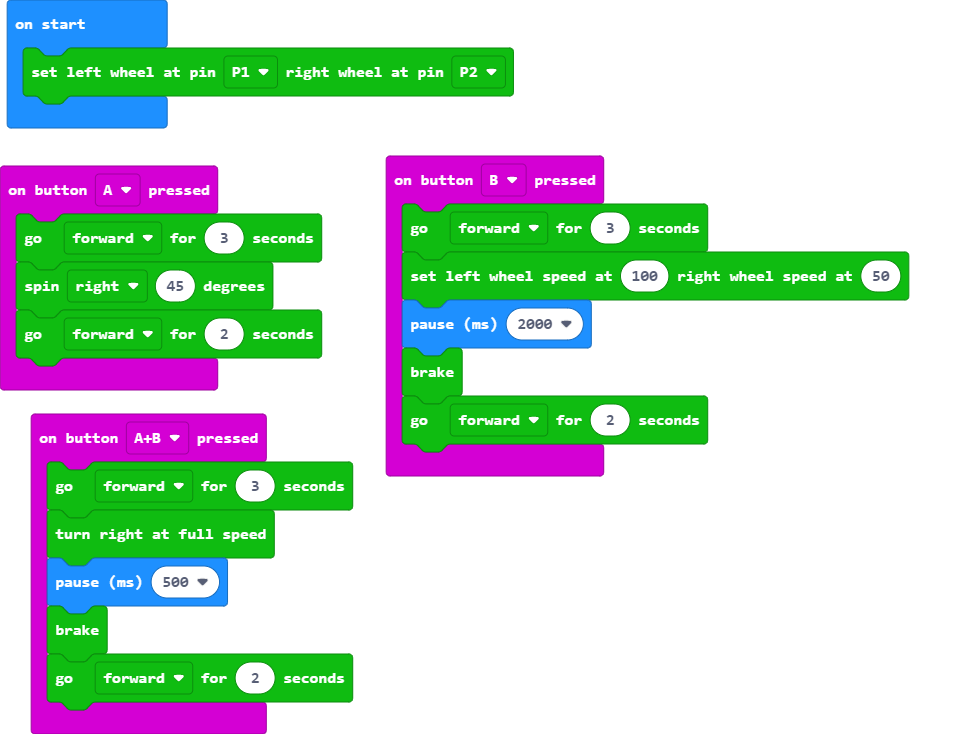 on start
set left wheel at pin P1 right wheel at pin P2
on button A pressed
go forward for 3 seconds
spin right 45 degrees
go forward for 2 seconds
on button B pressed
go forward for 3 seconds
set left wheel speed at 100 right wheel speed at 50
pause (ms) 2000
brake
go forward for 2 seconds
on button A+B pressed
go forward for 3 seconds
turn right at full speed
pause (ms) 500
brake
go forward for 2 seconds